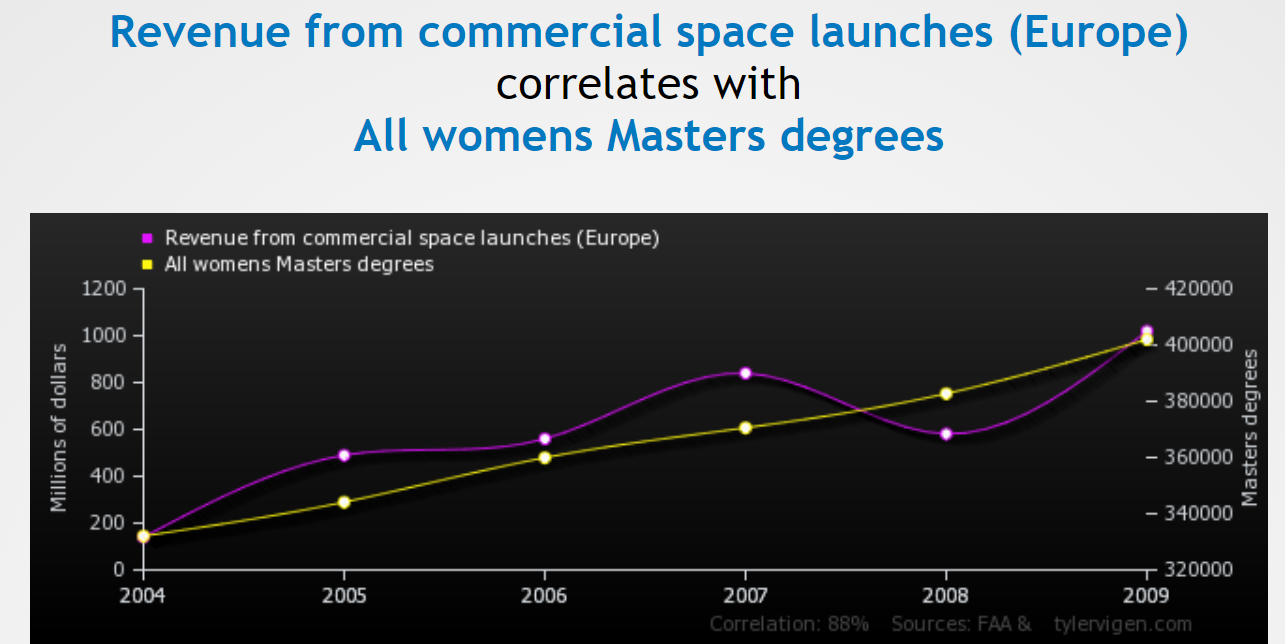 Revenue from commercial space launches (Europe)
correlates with
All womens Masters degrees
Revenue from commercial space launches (Europe)
All womens Masters degrees
1200
1000
800
600
400
200
0
Millions of dollars
420000
400000
380000
360000
340000
320000
Masters degrees
2004 2005 2006 2007 2008 2009
Correlation: 88% Sources: FAA & tylervigen.com